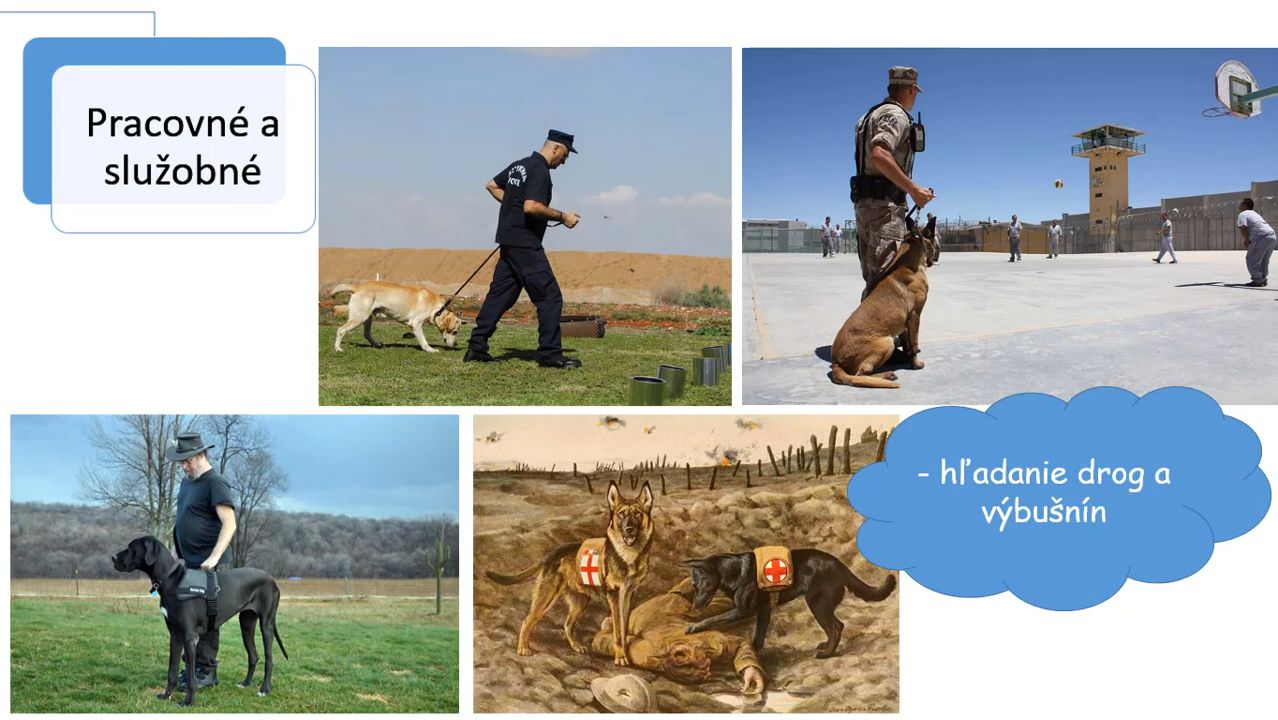 Pracovné a
služobné
- hľadanie drog a
výbušnín